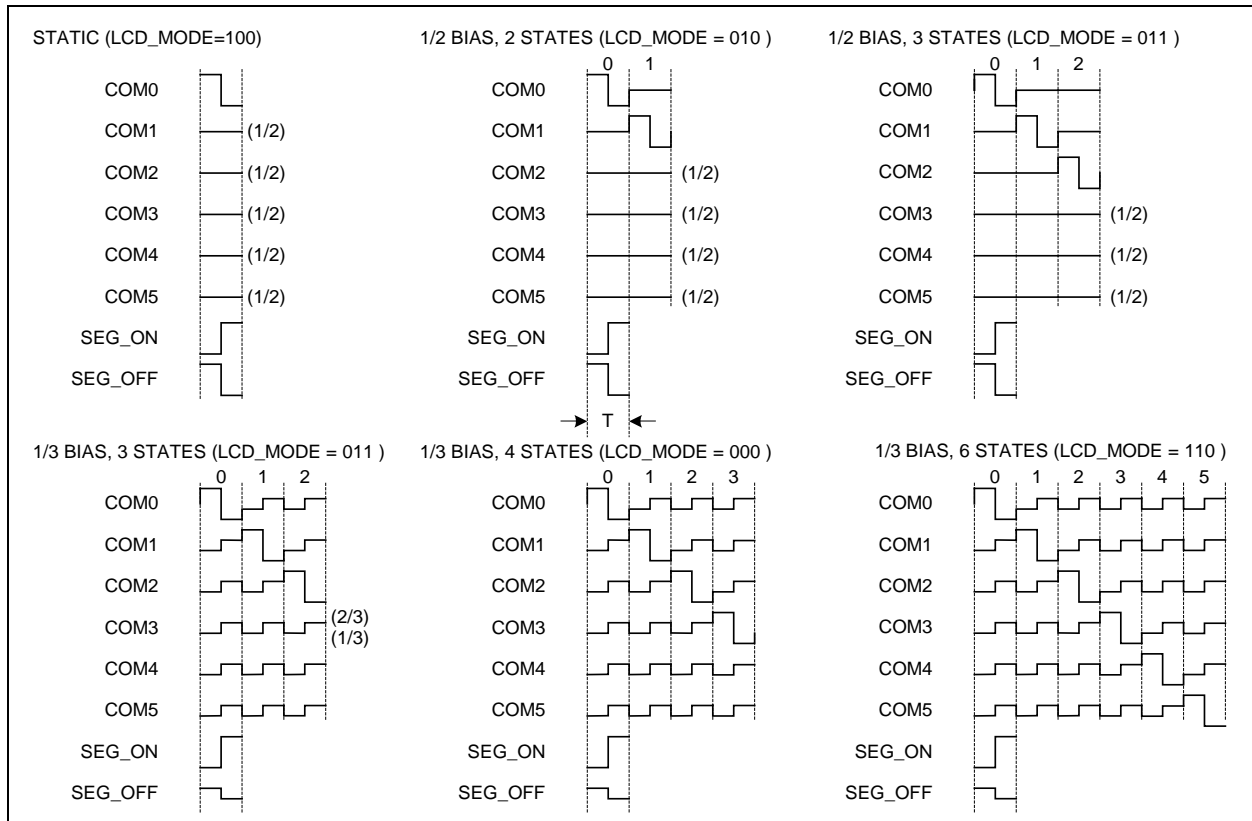 STATIC (LCD_MODE=100)
COM0
COM1
(1/2)
COM2
(1/2)
COM3
(1/2)
COM4
(1/2)
COM5
(1/2)
SEG_ON
SEG_OFF
1/2 BIAS, 2 STATES (LCD_MODE = 010 )
0 1
COM0
COM1
COM2
(1/2)
COM3
(1/2)
COM4
(1/2)
COM5
(1/2)
SEG_ON
SEG_OFF
T
1/2 BIAS, 3 STATES (LCD_MODE = 011 )
0 1 2
COM0
COM1
COM2
COM3
(1/2)
COM4
(1/2)
COM5
(1/2)
SEG_ON
SEG_OFF
1/3 BIAS, 3 STATES (LCD_MODE = 011 )
0 1 2
COM0
COM1
COM2
COM3
(2/3)
(1/3)
COM4
COM5
SEG_ON
SEG_OFF
1/3 BIAS, 4 STATES (LCD_MODE = 000 )
0 1 2 3
COM0
COM1
COM2
COM3
COM4
COM5
SEG_ON
SEG_OFF
1/3 BIAS, 6 STATES (LCD_MODE = 110 )
0 1 2 3 4 5
COM0
COM1
COM2
COM3
COM4
COM5
SEG_ON
SEG_OFF